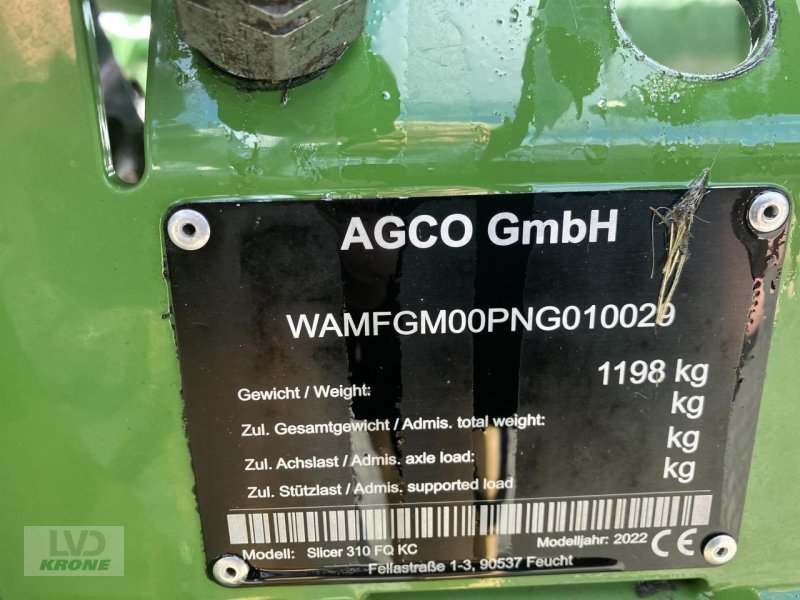 AGCO GmbH
WAMFGM00PNG010029
Gewicht / Weight: 1198 kg
Zul. Gesamtgewicht / Admis. total weight: kg
Zul. Achslast / Admis. axle load: kg
Zul. Stützlast / Admis. supported load kg
Modell: Slicer 310 FQ KC Modelljahr: 2022 CE
Fellastraße 1-3, 90537 Feucht
LVD
KRONE